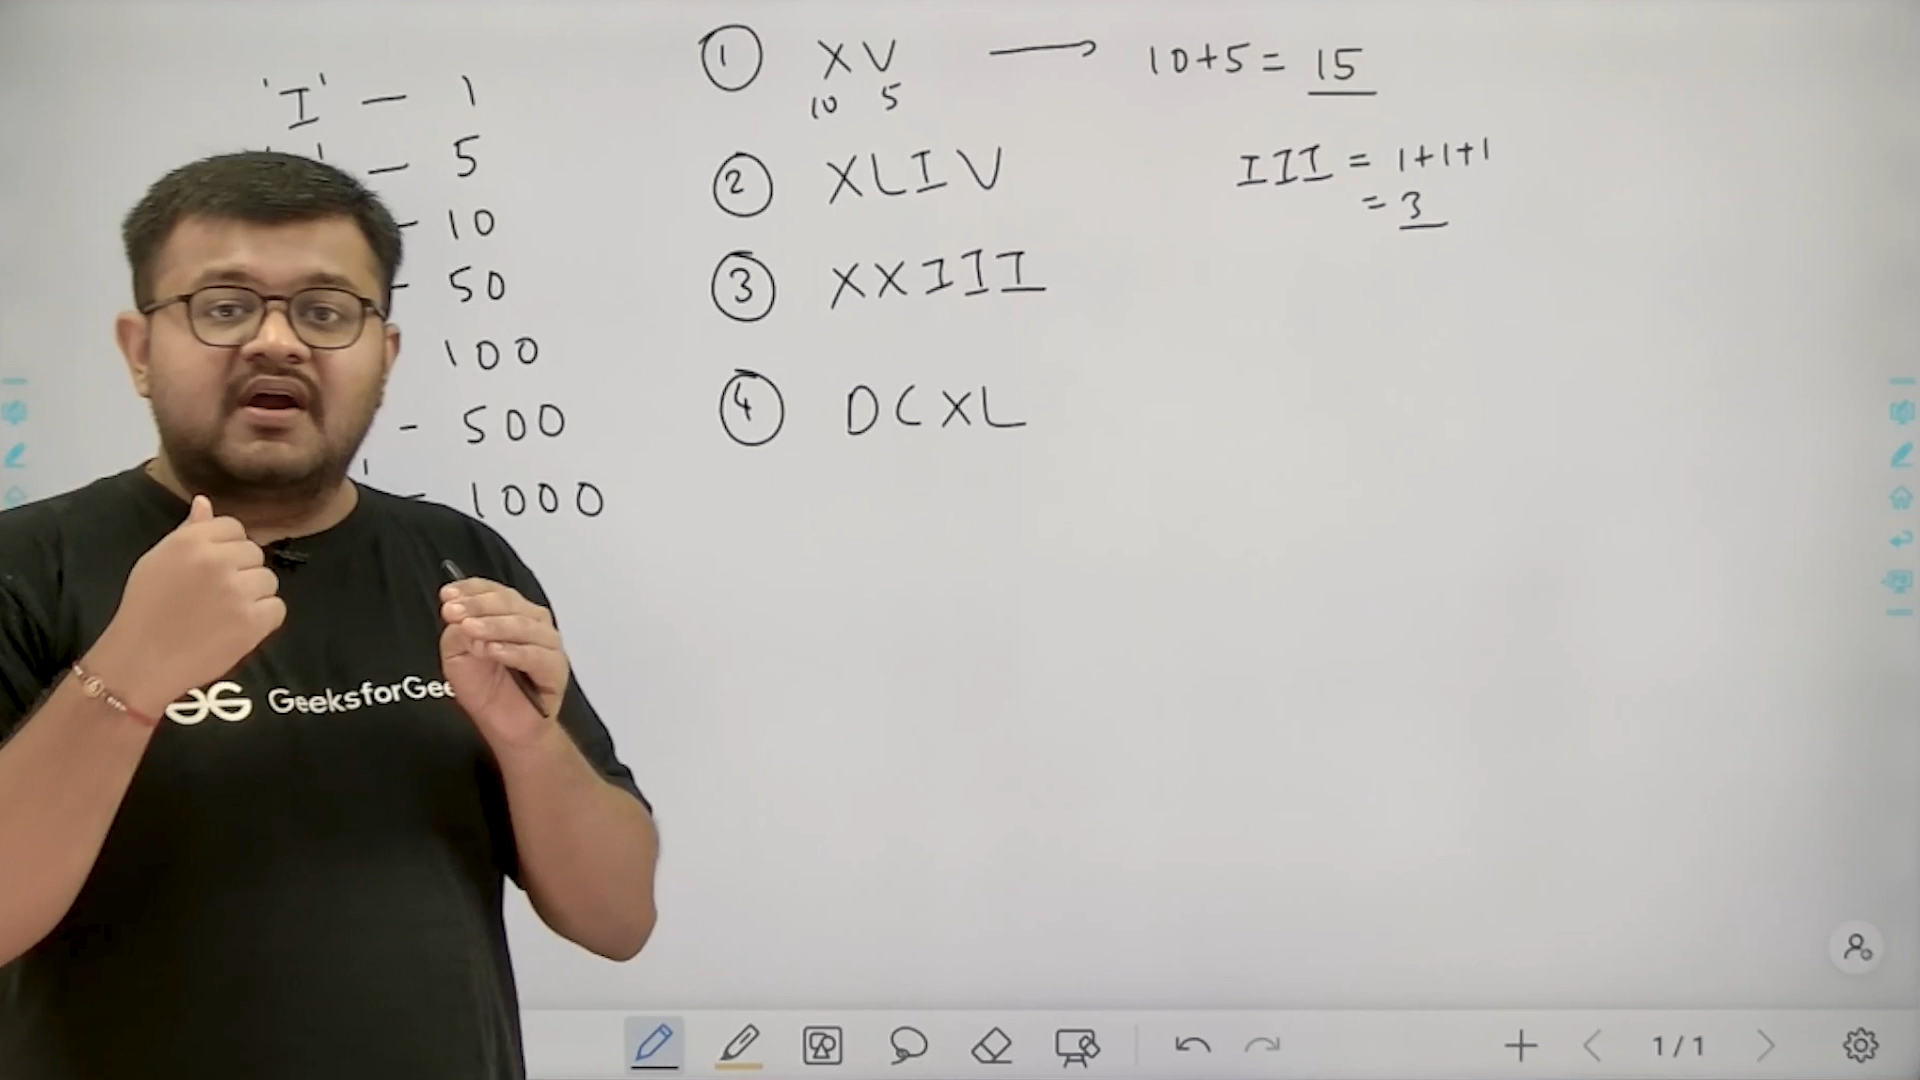 'I' — 1
— 5
- 10
- 50
100
- 500
- 1000
① XV → 10+5 = 15
10 5
② XLIV
III = 1+1+1
= 3
③ XXIII
④ DCXL
GeeksforGee
1/1